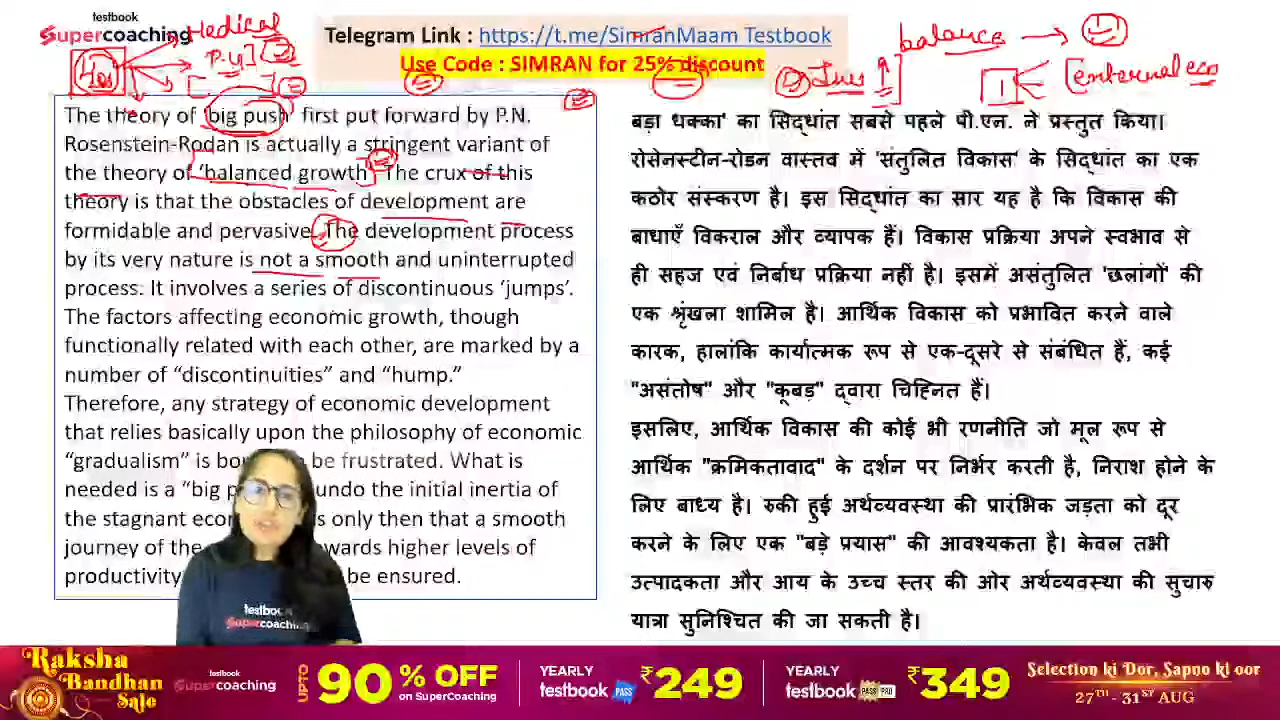 testbook
Supercoaching
Telegram Link : https://t.me/SimranMaam Testbook
Use Code : SIMRAN for 25% discount
Medical
P.y]
balance
Inv ↑]
1
[external eco
The theory of 'big push' first put forward by P.N.
Rosenstein-Rodan is actually a stringent variant of
the theory of 'balanced growth'. The crux of this
theory is that the obstacles of development are
formidable and pervasive. The development process
by its very nature is not a smooth and uninterrupted
process: It involves a series of discontinuous 'jumps'.
The factors affecting economic growth, though
functionally related with each other, are marked by a
number of "discontinuities" and "hump."
Therefore, any strategy of economic development
that relies basically upon the philosophy of economic
"gradualism" is be frustrated. What is
needed is a "big undo the initial inertia of
the stagnant only then that a smooth
journey of the higher levels of
productivity be ensured.
बड़ा धक्का' का सिद्धांत सबसे पहले पी.एन. ने प्रस्तुत किया।
रोसेनस्टीन-रोडन वास्तव में 'संतुलित विकास' के सिद्धांत का एक
कठोर संस्करण है। इस सिद्धांत का सार यह है कि विकास की
बाधाएँ विकराल और व्यापक हैं। विकास प्रक्रिया अपने स्वभाव से
ही सहज एवं निर्बाध प्रक्रिया नहीं है। इसमें असंतुलित 'छलांगों' की
एक श्रृंखला शामिल है। आर्थिक विकास को प्रभावित करने वाले
कारक, हालांकि कार्यात्मक रूप से एक-दूसरे से संबंधित हैं, कई
"असंतोष" और "कूबड़" द्वारा चिह्नित हैं।
इसलिए, आर्थिक विकास की कोई भी रणनीति जो मूल रूप से
आर्थिक "क्रमिकतावाद" के दर्शन पर निर्भर करती है, निराश होने के
लिए बाध्य है। रुकी हुई अर्थव्यवस्था की प्रारंभिक जड़ता को दूर
करने के लिए एक "बड़े प्रयास" की आवश्यकता है। केवल तभी
उत्पादकता और आय के उच्च स्तर की ओर अर्थव्यवस्था की सुचारु
यात्रा सुनिश्चित की जा सकती है।
testbook
Supercoaching
Raksha
Bandhan
Sale
testbook
Supercoaching
UPTO
90% OFF
on SuperCoaching
YEARLY
testbook PASS
₹249
YEARLY
testbook PASS PRO
₹349
Selection ki Dor, Sapno ki oor
27TH - 31ST AUG